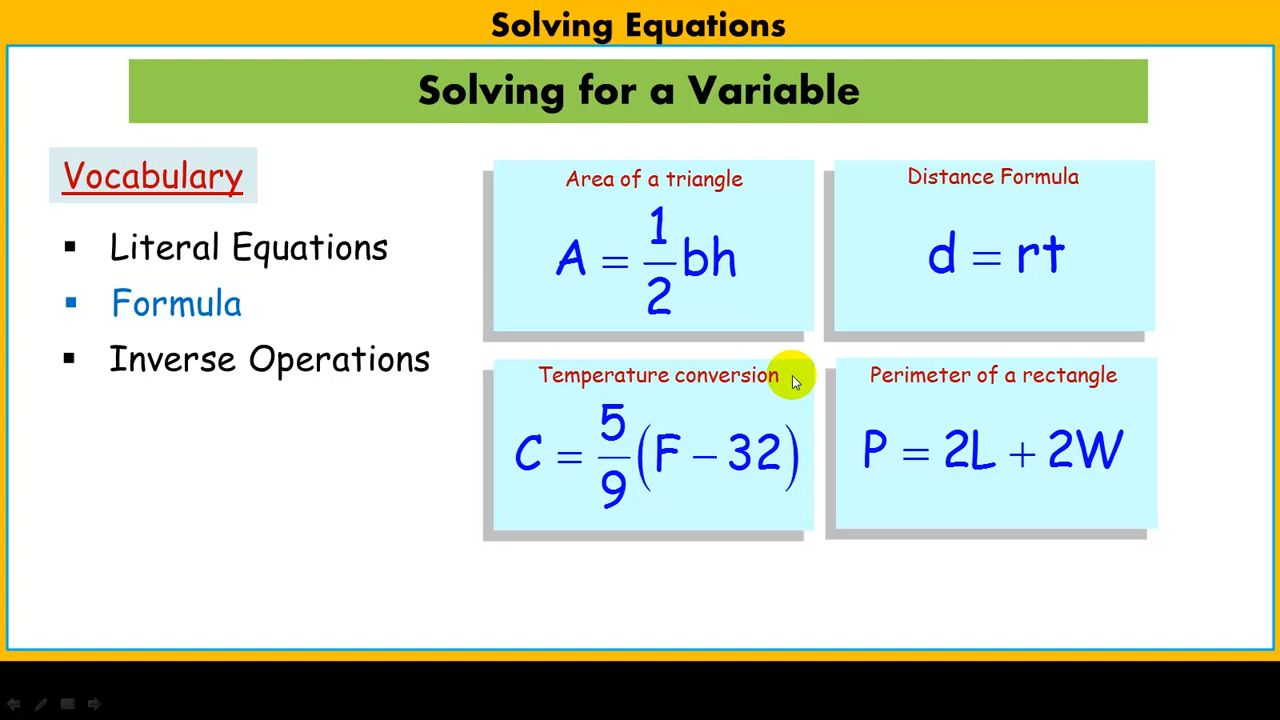 Solving Equations
Solving for a Variable
Vocabulary
▪ Literal Equations
▪ Formula
▪ Inverse Operations
Area of a triangle
A = 1/2 bh
Distance Formula
d = rt
Temperature conversion
C = 5/9 (F − 32)
Perimeter of a rectangle
P = 2L + 2W